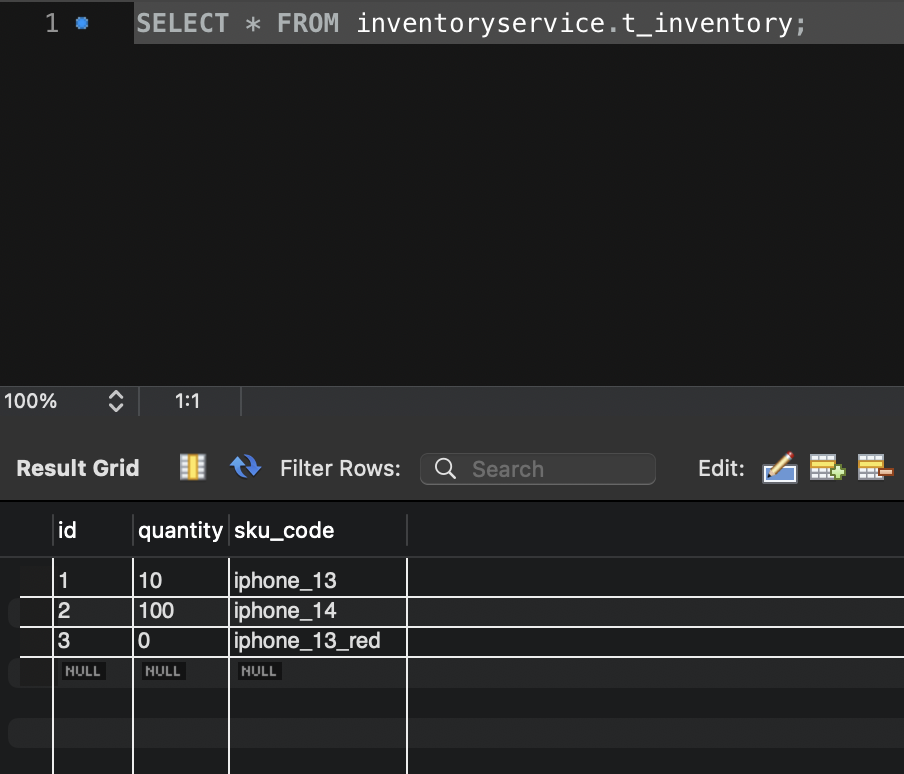 1 SELECT * FROM inventoryservice.t_inventory;
100% 1:1
Result Grid Filter Rows: Search Edit:
id quantity sku_code
1 10 iphone_13
2 100 iphone_14
3 0 iphone_13_red
NULL NULL NULL